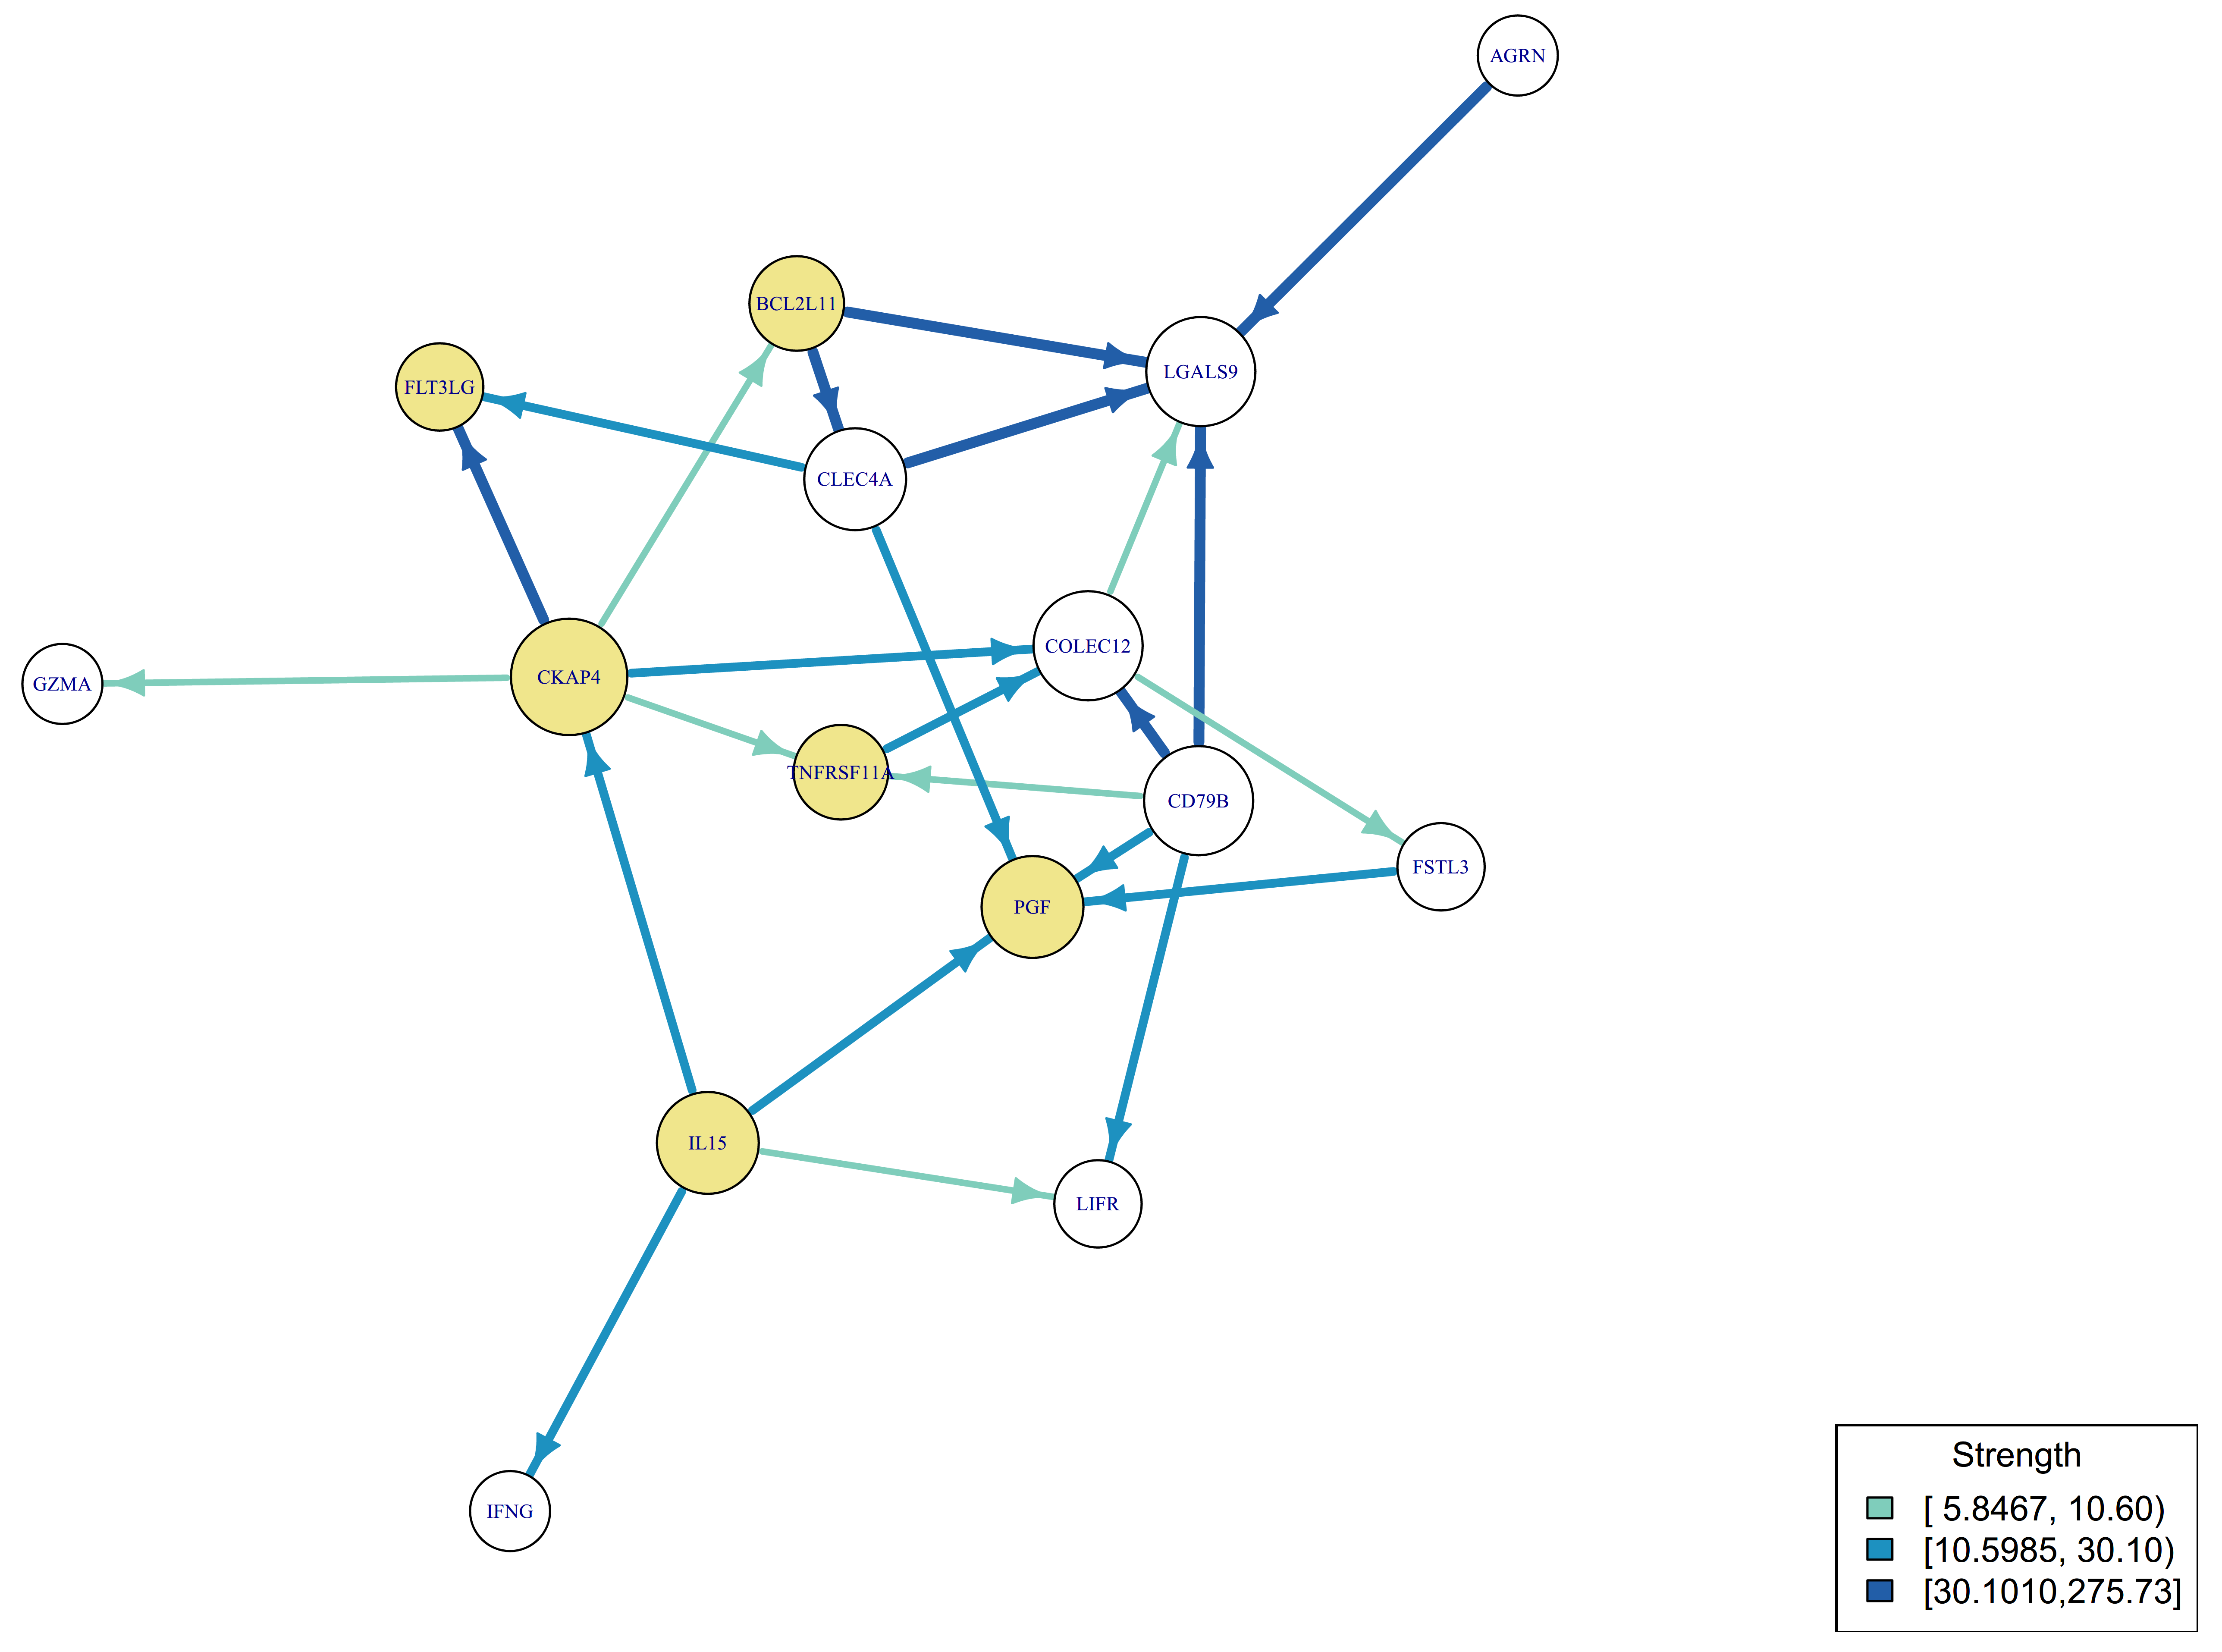 AGRN
BCL2L11
LGALS9
FLT3LG
CLEC4A
COLEC12
CKAP4
GZMA
TNFRSF11A
CD79B
FSTL3
PGF
IL15
LIFR
IFNG
Strength
[ 5.8467, 10.60)
[10.5985, 30.10)
[30.1010,275.73]